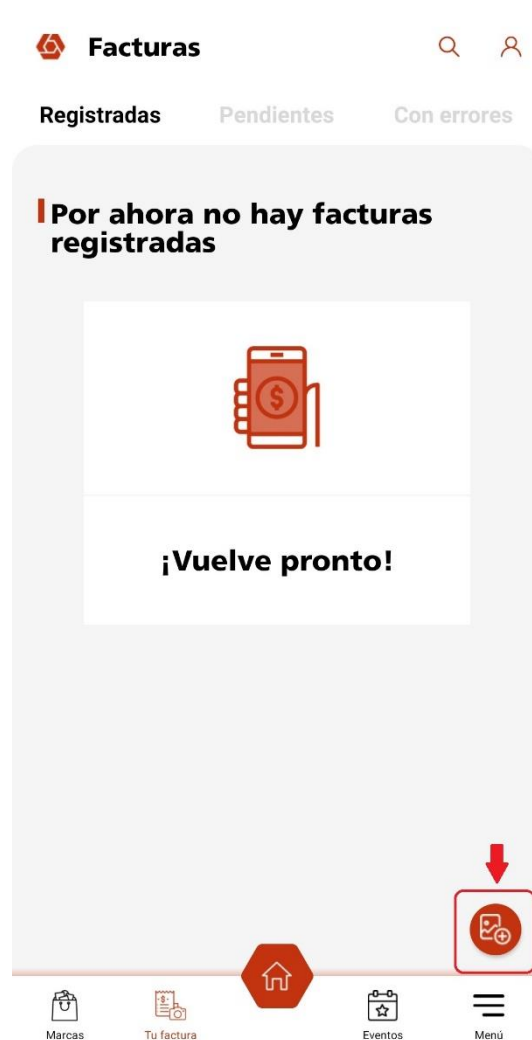 Facturas
Registradas Pendientes Con errores
Por ahora no hay facturas
registradas
$
¡Vuelve pronto!
Marcas Tu factura Eventos Menú